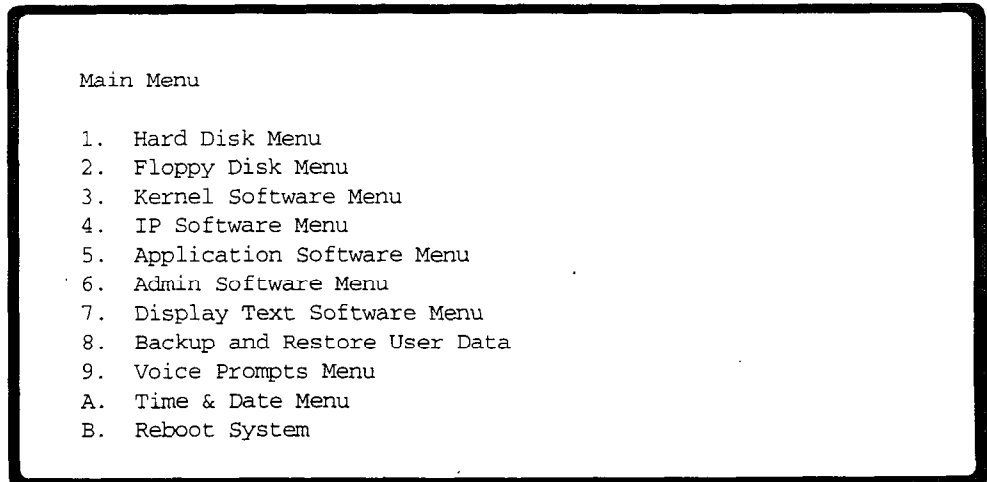 Main Menu
1. Hard Disk Menu
2. Floppy Disk Menu
3. Kernel Software Menu
4. IP Software Menu
5. Application Software Menu
6. Admin Software Menu
7. Display Text Software Menu
8. Backup and Restore User Data
9. Voice Prompts Menu
A. Time & Date Menu
B. Reboot System